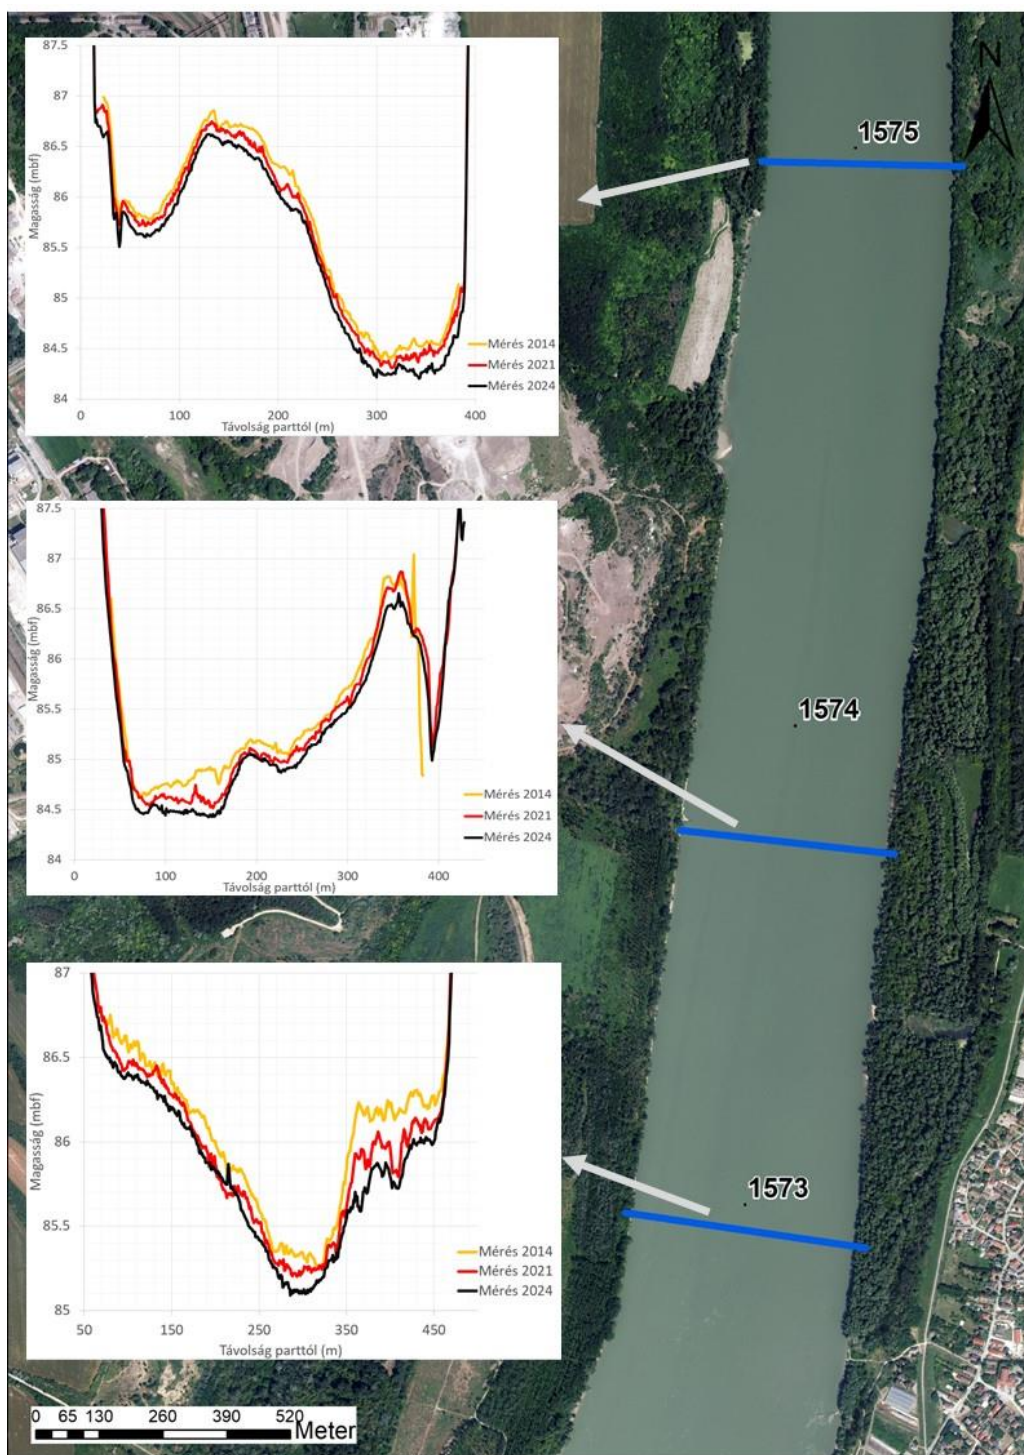 87.5
87
86.5
86
85.5
85
84.5
84
Magasság (mbf)
0 100 200 300 400
Távolság parttól (m)
Mérés 2014
Mérés 2021
Mérés 2024
N
1575
87.5
87
86.5
86
85.5
85
84.5
84
Magasság (mbf)
0 100 200 300 400
Távolság parttól (m)
Mérés 2014
Mérés 2021
Mérés 2024
1574
87
86.5
86
85.5
85
Magasság (mbf)
50 150 250 350 450
Távolság parttól (m)
Mérés 2014
Mérés 2021
Mérés 2024
1573
0 65 130 260 390 520
Meter